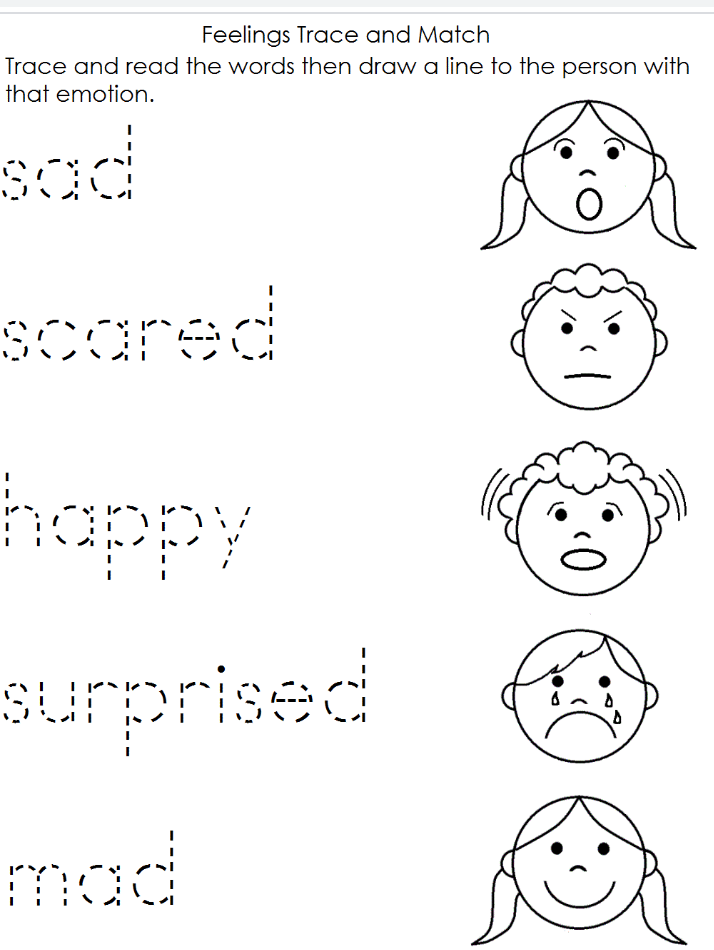 Feelings Trace and Match
Trace and read the words then draw a line to the person with
that emotion.
sad
scared
happy
surprised
mad